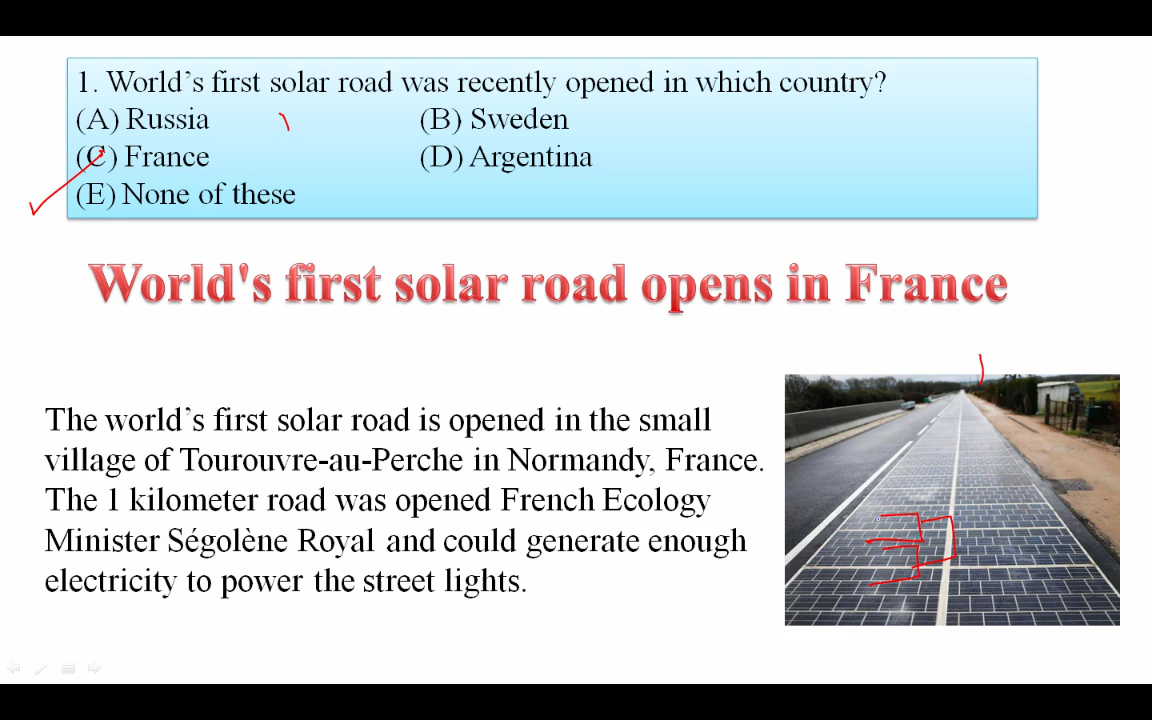 1. World’s first solar road was recently opened in which country?
(A) Russia (B) Sweden
(C) France (D) Argentina
(E) None of these
World's first solar road opens in France
The world’s first solar road is opened in the small
village of Tourouvre-au-Perche in Normandy, France.
The 1 kilometer road was opened French Ecology
Minister Ségolène Royal and could generate enough
electricity to power the street lights.